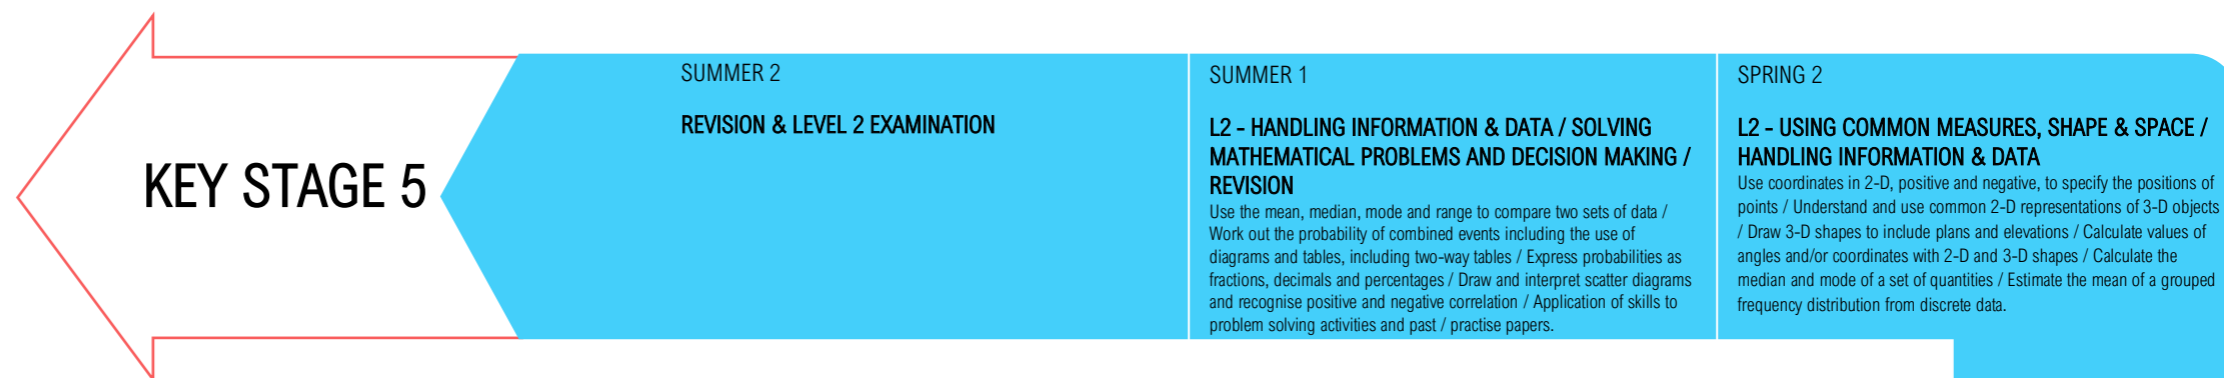 KEY STAGE 5
SUMMER 2
REVISION & LEVEL 2 EXAMINATION
SUMMER 1
L2 - HANDLING INFORMATION & DATA / SOLVING
MATHEMATICAL PROBLEMS AND DECISION MAKING /
REVISION
Use the mean, median, mode and range to compare two sets of data /
Work out the probability of combined events including the use of
diagrams and tables, including two-way tables / Express probabilities as
fractions, decimals and percentages / Draw and interpret scatter diagrams
and recognise positive and negative correlation / Application of skills to
problem solving activities and past / practise papers.
SPRING 2
L2 - USING COMMON MEASURES, SHAPE & SPACE /
HANDLING INFORMATION & DATA
Use coordinates in 2-D, positive and negative, to specify the positions of
points / Understand and use common 2-D representations of 3-D objects
/ Draw 3-D shapes to include plans and elevations / Calculate values of
angles and/or coordinates with 2-D and 3-D shapes / Calculate the
median and mode of a set of quantities / Estimate the mean of a grouped
frequency distribution from discrete data.